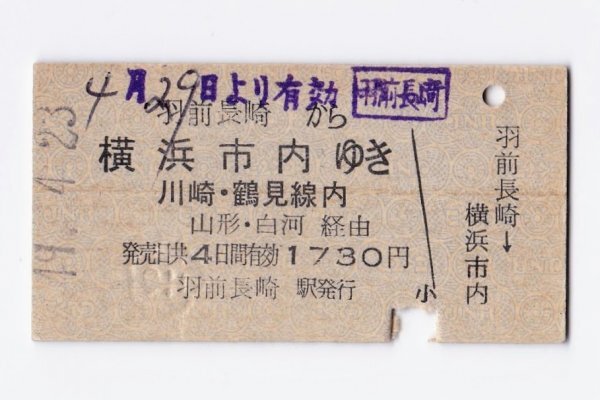 4月29日より有効 羽前長崎
羽前長崎 から
横浜市内ゆき
川崎・鶴見線内
山形・白河 経由
発売日共4日間有効 1730円
羽前長崎 駅発行
小
羽前長崎→横浜市内
49.-4.23